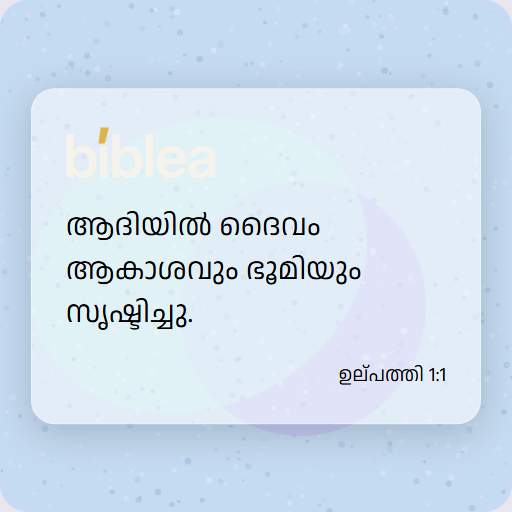 biblea
ആദിയിൽ ദൈവം
ആകാശവും ഭൂമിയും
സൃഷ്ടിച്ചു.
ഉല്പത്തി 1:1